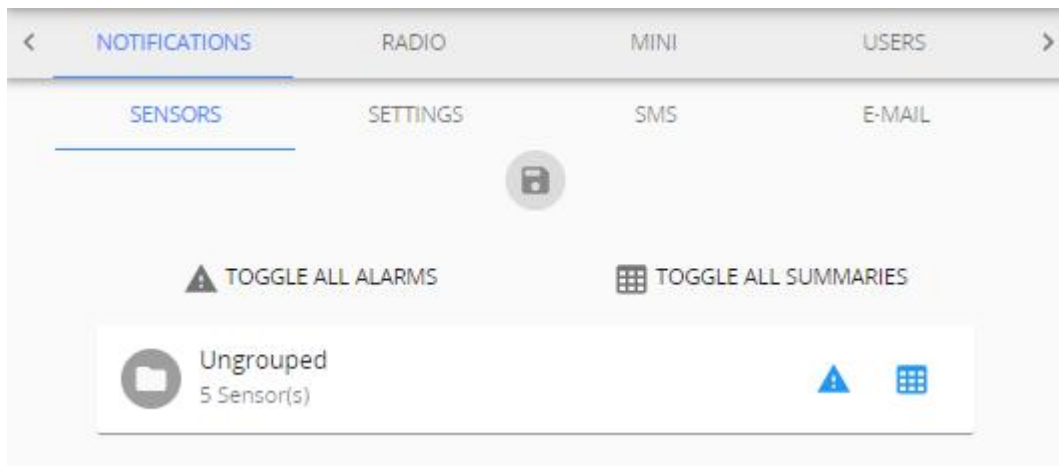 NOTIFICATIONS RADIO MINI USERS
SENSORS SETTINGS SMS E-MAIL
TOGGLE ALL ALARMS TOGGLE ALL SUMMARIES
Ungrouped
5 Sensor(s)